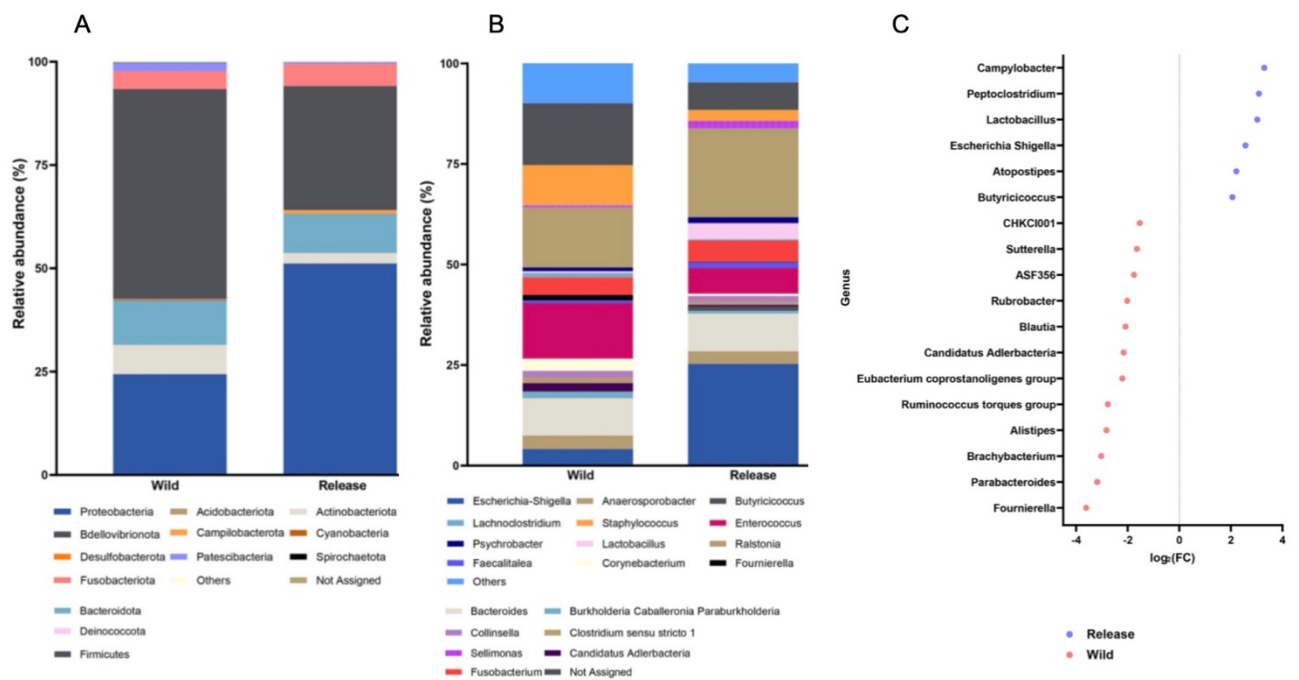 A
B
C
Relative abundance (%)
100
75
50
25
0
Wild Release
Proteobacteria Acidobacteriota Actinobacteriota
Bdellovibrionota Campilobacterota Cyanobacteria
Desulfobacterota Patescibacteria Spirochaetota
Fusobacteriota Others Not Assigned
Bacteroidota
Deinococcota
Firmicutes
Relative abundance (%)
100
75
50
25
0
Wild Release
Escherichia-Shigella Anaerosporobacter Butyricicoccus
Lachnoclostridium Staphylococcus Enterococcus
Psychrobacter Lactobacillus Ralstonia
Faecalitalea Corynebacterium Fournierella
Others
Bacteroides Burkholderia Caballeronia Paraburkholderia
Collinsella Clostridium sensu stricto 1
Sellimonas Candidatus Adlerbacteria
Fusobacterium Not Assigned
Genus
Campylobacter
Peptoclostridium
Lactobacillus
Escherichia Shigella
Atopostipes
Butyricicoccus
CHKCI001
Sutterella
ASF356
Rubrobacter
Blautia
Candidatus Adlerbacteria
Eubacterium coprostanoligenes group
Ruminococcus torques group
Alistipes
Brachybacterium
Parabacteroides
Fournierella
-4 -2 0 2 4
log₂(FC)
Release
Wild